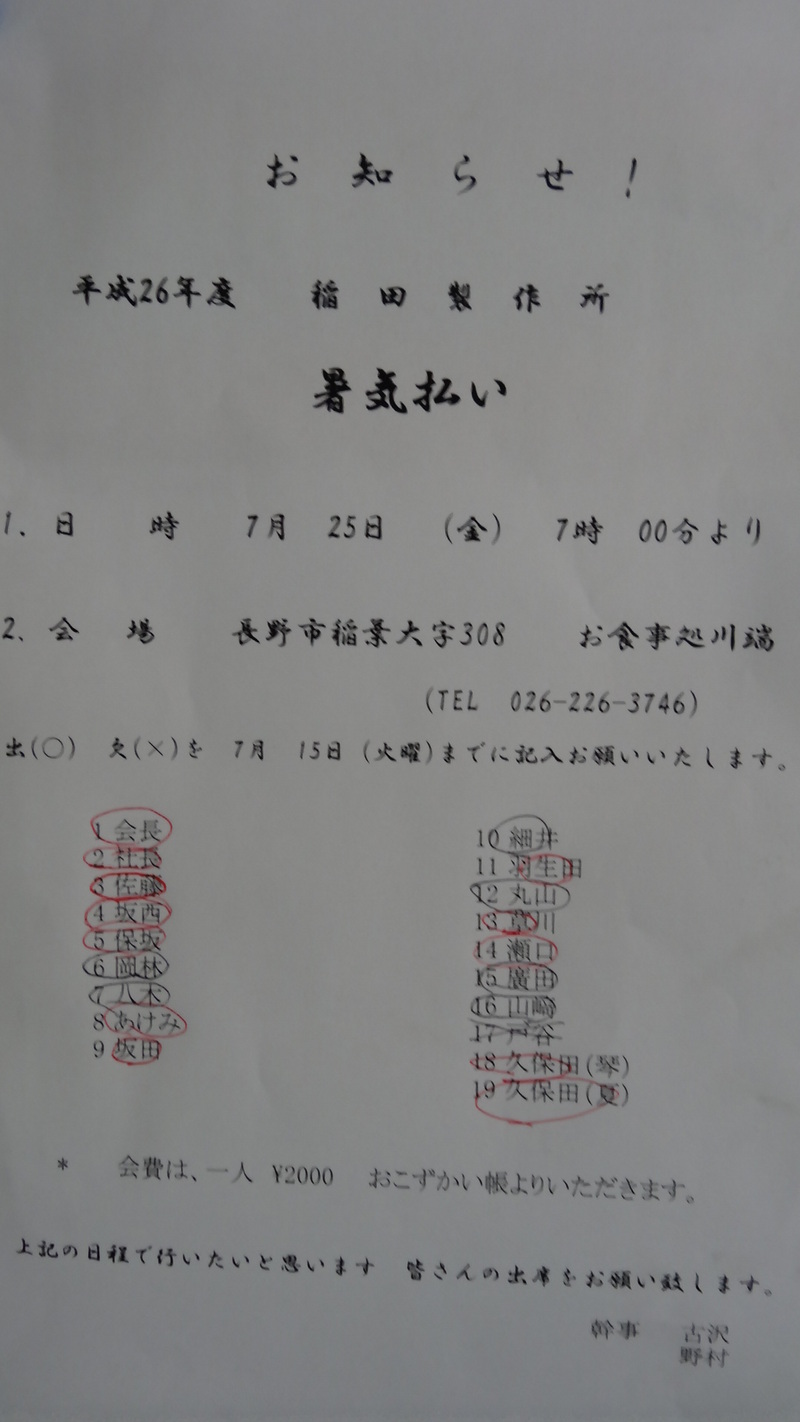 お知らせ！
平成26年度　稲田製作所
暑気払い
1、日　時　7月　25日　（金）　7時　00分より
2、会　場　長野市稲葉大字308　お食事処川端
（TEL　026-226-3746）
出（○）　欠（×）を　7月　15日（火曜）までに記入お願いいたします。
1 会長
2 社長
3 佐藤
4 坂西
5 保坂
6 岡林
7 八木
8 あけみ
9 坂田
10 細井
11 羽生田
12 丸山
13 草川
14 瀬口
15 廣田
16 山崎
17 戸谷
18 久保田（琴）
19 久保田（夏）
*　会費は、一人　¥2000　おこずかい帳よりいただきます。
上記の日程で行いたいと思います　皆さんの出席をお願い致します。
幹事　古沢
野村